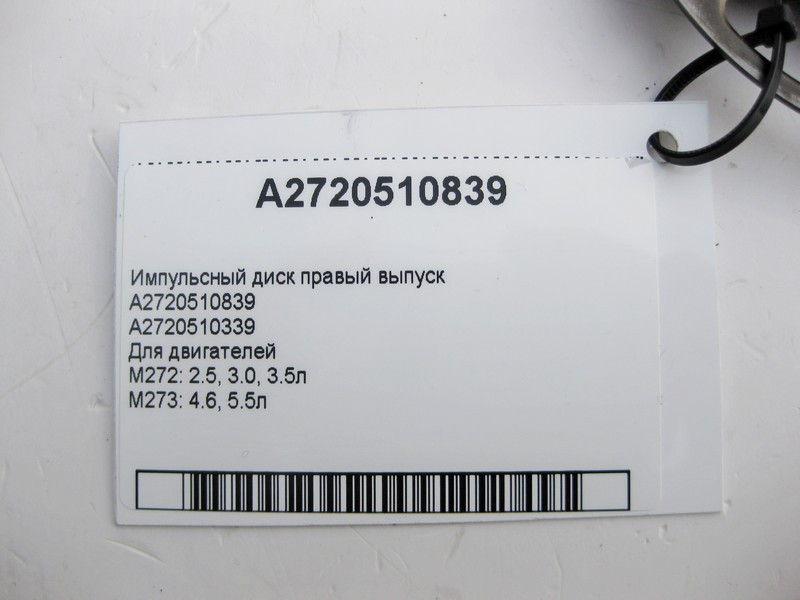 A2720510839
Импульсный диск правый выпуск
A2720510839
A2720510339
Для двигателей
M272: 2.5, 3.0, 3.5л
M273: 4.6, 5.5л